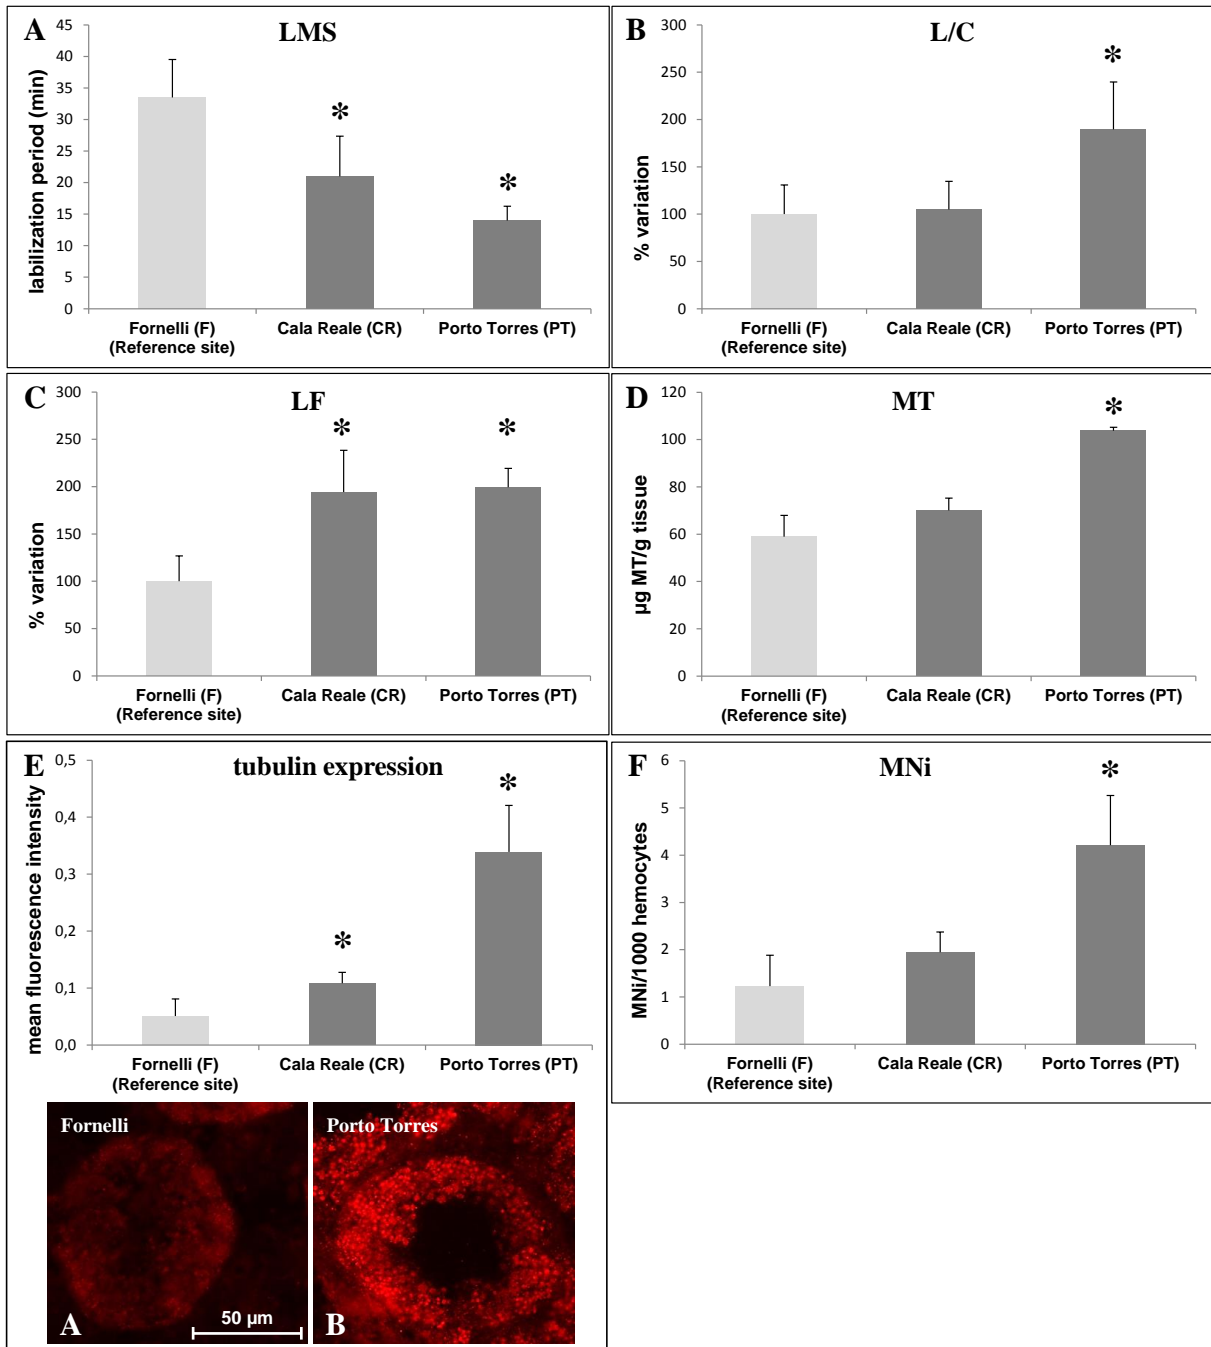 A
LMS
labilization period (min)
45
40
35
30
25
20
15
10
5
0
*
*
Fornelli (F)
(Reference site)
Cala Reale (CR)
Porto Torres (PT)
B
L/C
% variation
300
250
200
150
100
50
0
*
Fornelli (F)
(Reference site)
Cala Reale (CR)
Porto Torres (PT)
C
LF
% variation
300
250
200
150
100
50
0
*
*
Fornelli (F)
(Reference site)
Cala Reale (CR)
Porto Torres (PT)
D
MT
µg MT/g tissue
120
100
80
60
40
20
0
*
Fornelli (F)
(Reference site)
Cala Reale (CR)
Porto Torres (PT)
E
tubulin expression
mean fluorescence intensity
0,5
0,4
0,3
0,2
0,1
0,0
*
*
Fornelli (F)
(Reference site)
Cala Reale (CR)
Porto Torres (PT)
Fornelli
A
50 µm
Porto Torres
B
F
MNi
MNi/1000 hemocytes
6
5
4
3
2
1
0
*
Fornelli (F)
(Reference site)
Cala Reale (CR)
Porto Torres (PT)